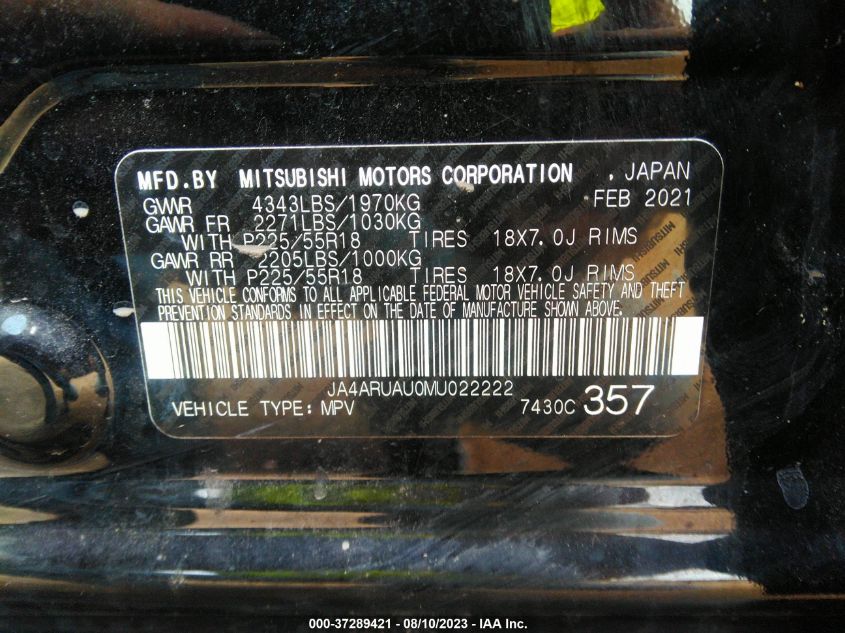 MFD.BY MITSUBISHI MOTORS CORPORATION , JAPAN
GVWR 4343LBS/1970KG FEB 2021
GAWR FR 2271LBS/1030KG
WITH P225/55R18 TIRES 18X7.0J RIMS
GAWR RR 2205LBS/1000KG
WITH P225/55R18 TIRES 18X7.0J RIMS
THIS VEHICLE CONFORMS TO ALL APPLICABLE FEDERAL MOTOR VEHICLE SAFETY AND THEFT
PREVENTION STANDARDS IN EFFECT ON THE DATE OF MANUFACTURE SHOWN ABOVE.
JA4ARUAU0MU022222
VEHICLE TYPE: MPV 7430C 357
000-37289421 - 08/10/2023 - IAA Inc.